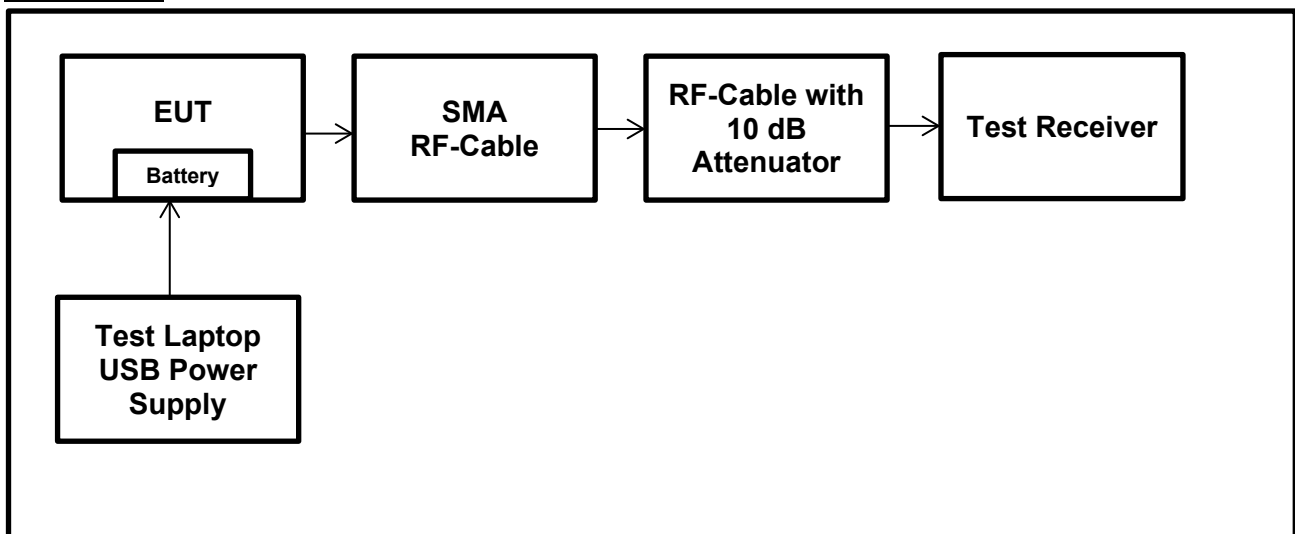 EUT
Battery
SMA
RF-Cable
RF-Cable with
10 dB
Attenuator
Test Receiver
Test Laptop
USB Power
Supply